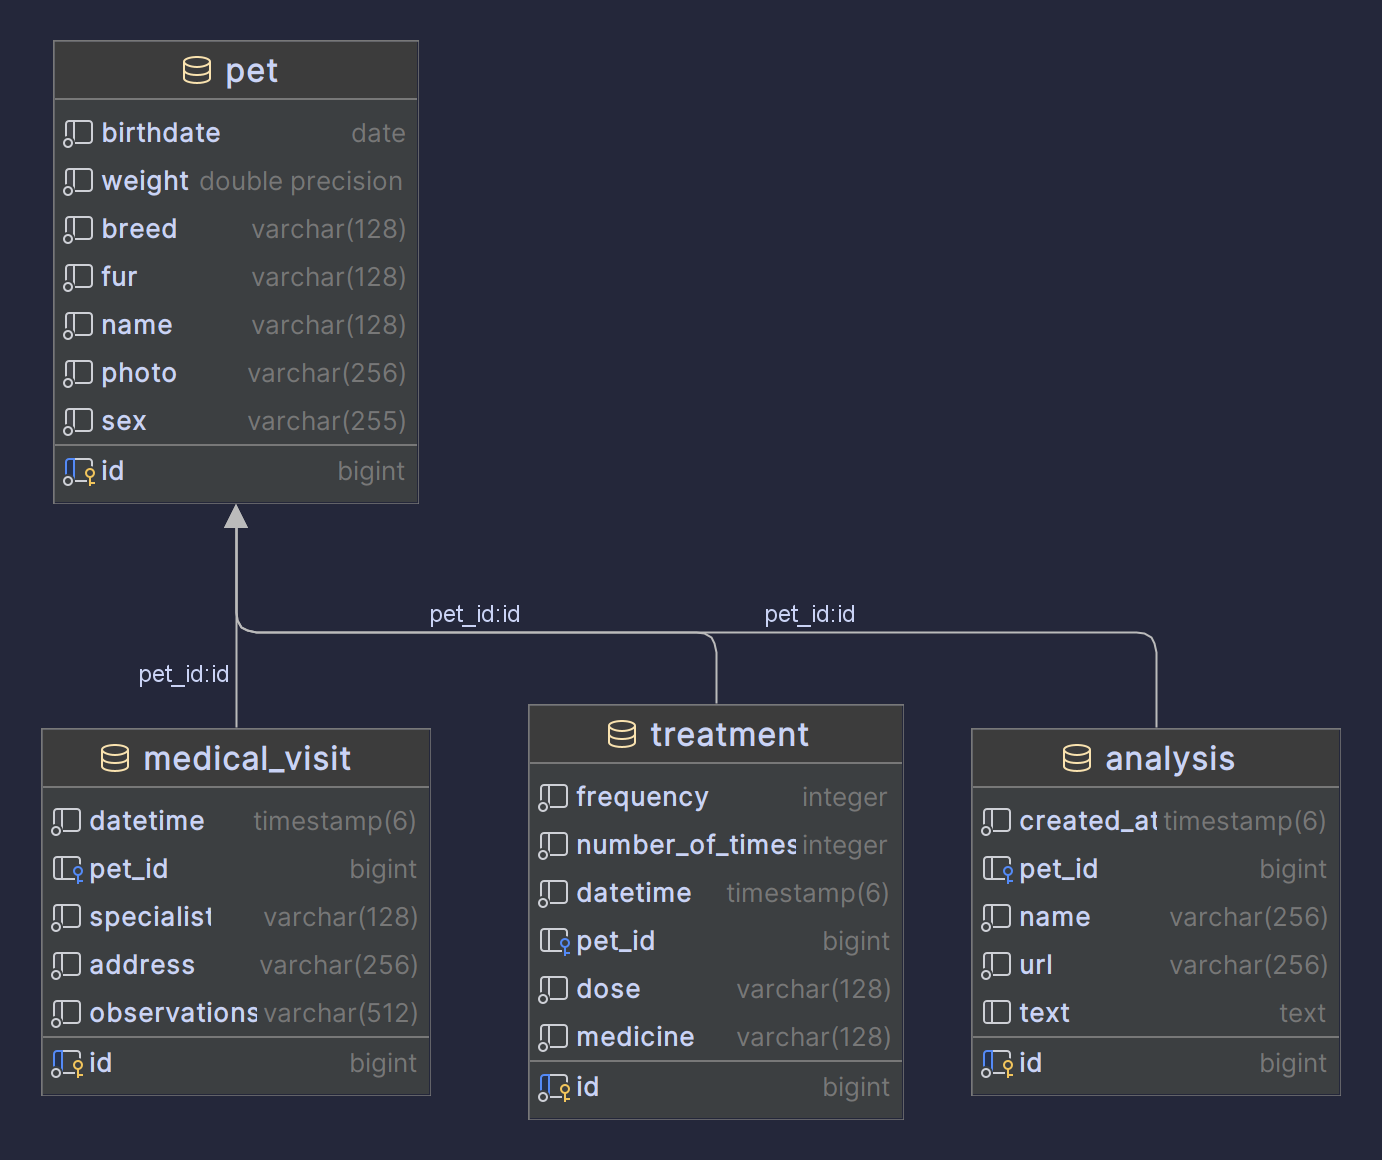 pet
birthdate date
weight double precision
breed varchar(128)
fur varchar(128)
name varchar(128)
photo varchar(256)
sex varchar(255)
id bigint
pet_id:id
pet_id:id
pet_id:id
medical_visit
datetime timestamp(6)
pet_id bigint
specialist varchar(128)
address varchar(256)
observations varchar(512)
id bigint
treatment
frequency integer
number_of_times integer
datetime timestamp(6)
pet_id bigint
dose varchar(128)
medicine varchar(128)
id bigint
analysis
created_at timestamp(6)
pet_id bigint
name varchar(256)
url varchar(256)
text text
id bigint